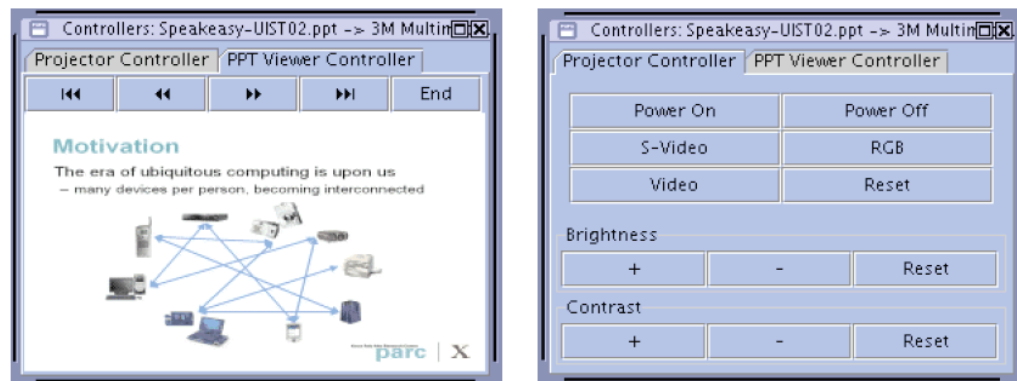 Controllers: Speakeasy-UIST02.ppt -> 3M Multim
Projector Controller PPT Viewer Controller
End
Motivation
The era of ubiquitous computing is upon us
– many devices per person, becoming interconnected
parc | X
Controllers: Speakeasy-UIST02.ppt -> 3M Multim
Projector Controller PPT Viewer Controller
Power On Power Off
S-Video RGB
Video Reset
Brightness
+ - Reset
Contrast
+ - Reset